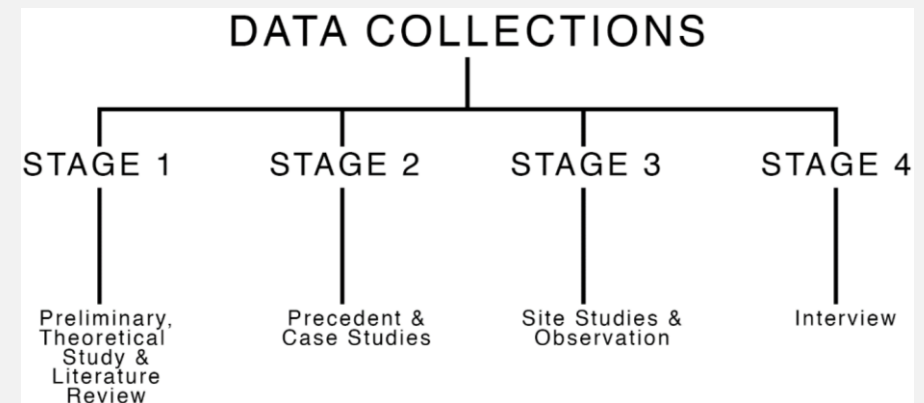 DATA COLLECTIONS
STAGE 1
STAGE 2
STAGE 3
STAGE 4
Preliminary,
Theoretical
Study &
Literature
Review
Precedent &
Case Studies
Site Studies &
Observation
Interview